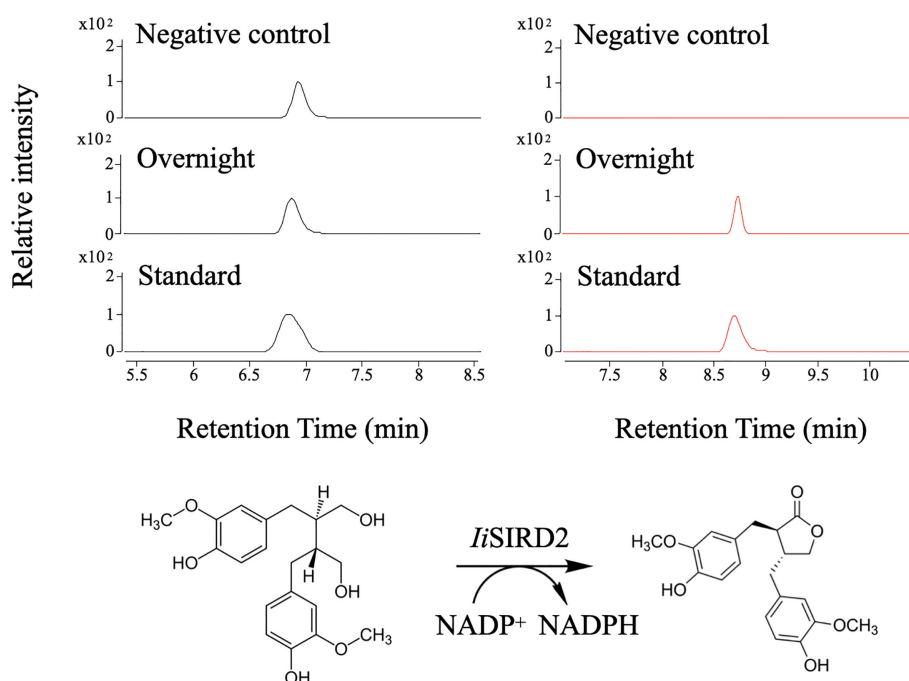 x10²
Negative control
2
1
0
x10²
Overnight
2
1
0
x10²
Standard
2
1
0
5.5 6 6.5 7 7.5 8 8.5
Retention Time (min)
Relative intensity
x10²
Negative control
2
1
0
x10²
Overnight
2
1
0
x10²
Standard
2
1
0
7.5 8 8.5 9 9.5 10
Retention Time (min)
H₃C
O
HO
H
OH
H
OH
O
CH₃
OH
IiSIRD2
NADP⁺ NADPH
O
O
H₃CO
HO
OCH₃
OH